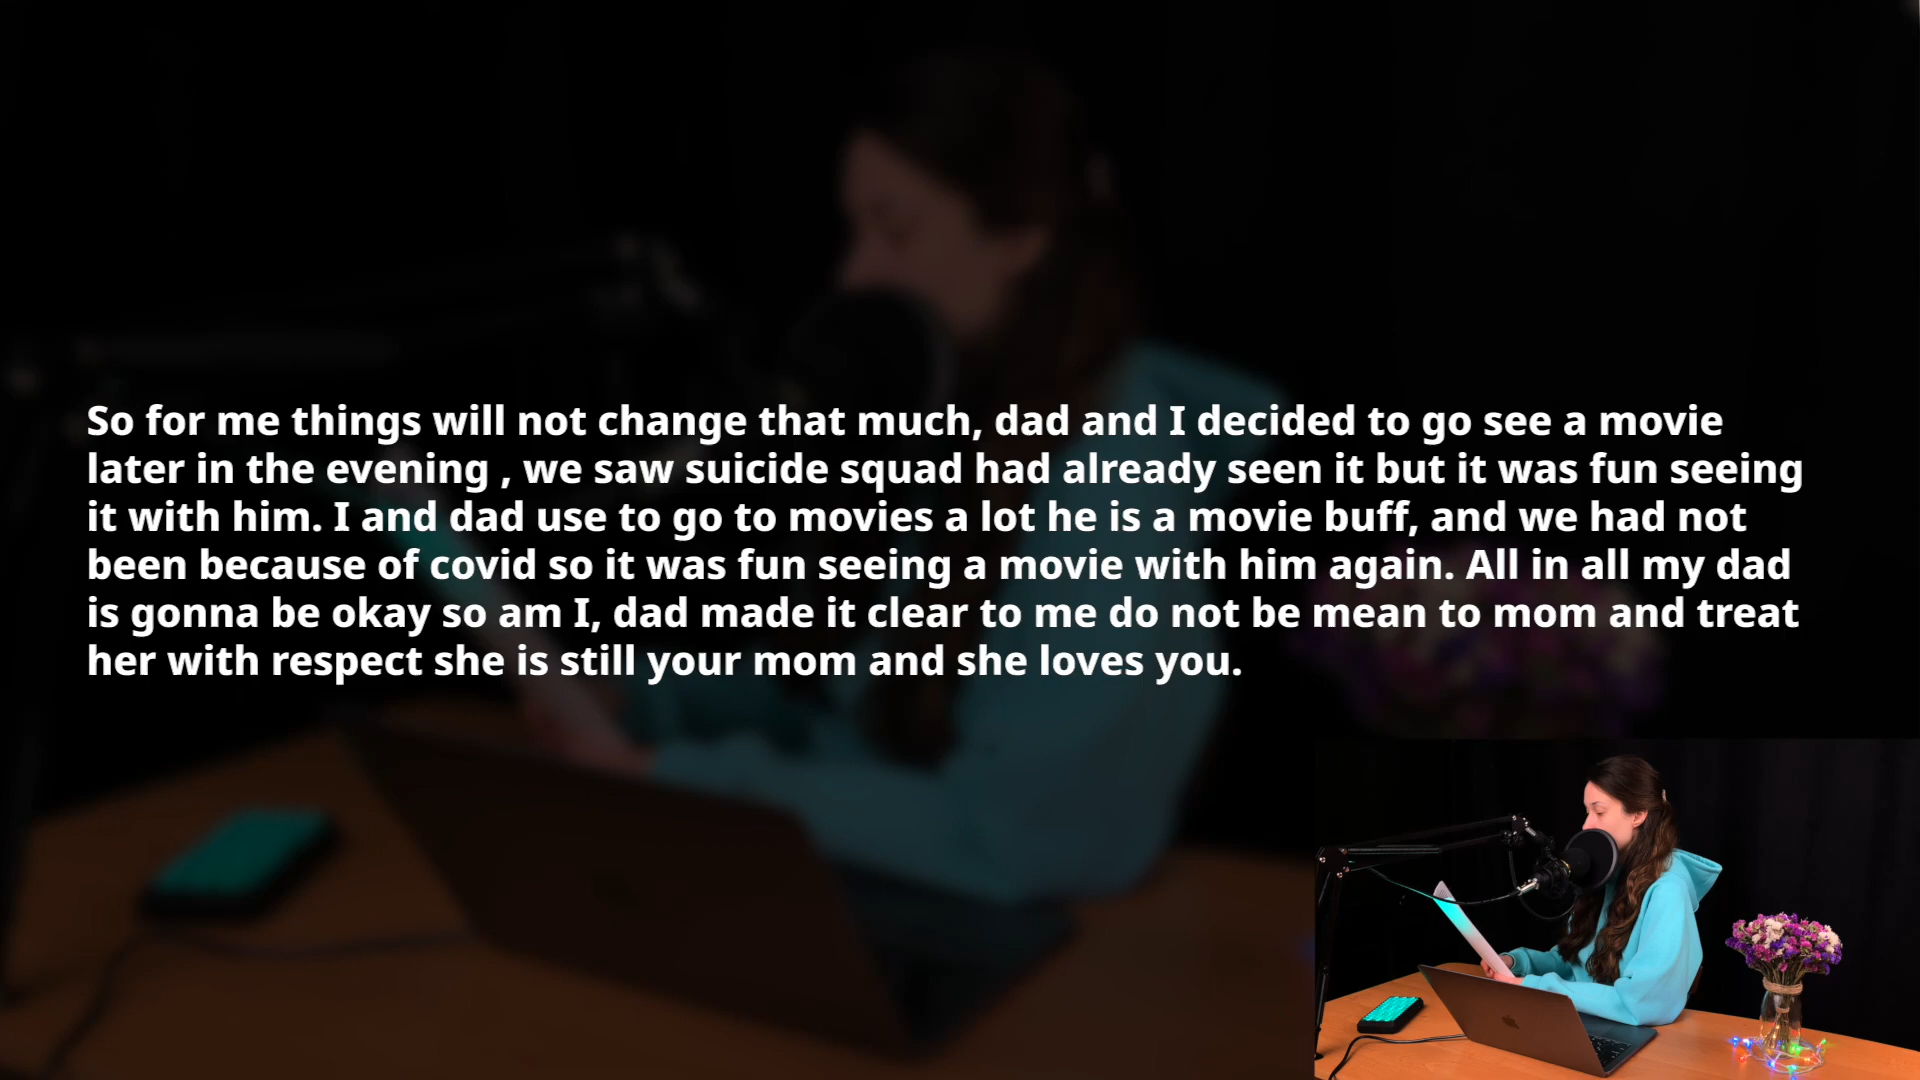 So for me things will not change that much, dad and I decided to go see a movie
later in the evening , we saw suicide squad had already seen it but it was fun seeing
it with him. I and dad use to go to movies a lot he is a movie buff, and we had not
been because of covid so it was fun seeing a movie with him again. All in all my dad
is gonna be okay so am I, dad made it clear to me do not be mean to mom and treat
her with respect she is still your mom and she loves you.